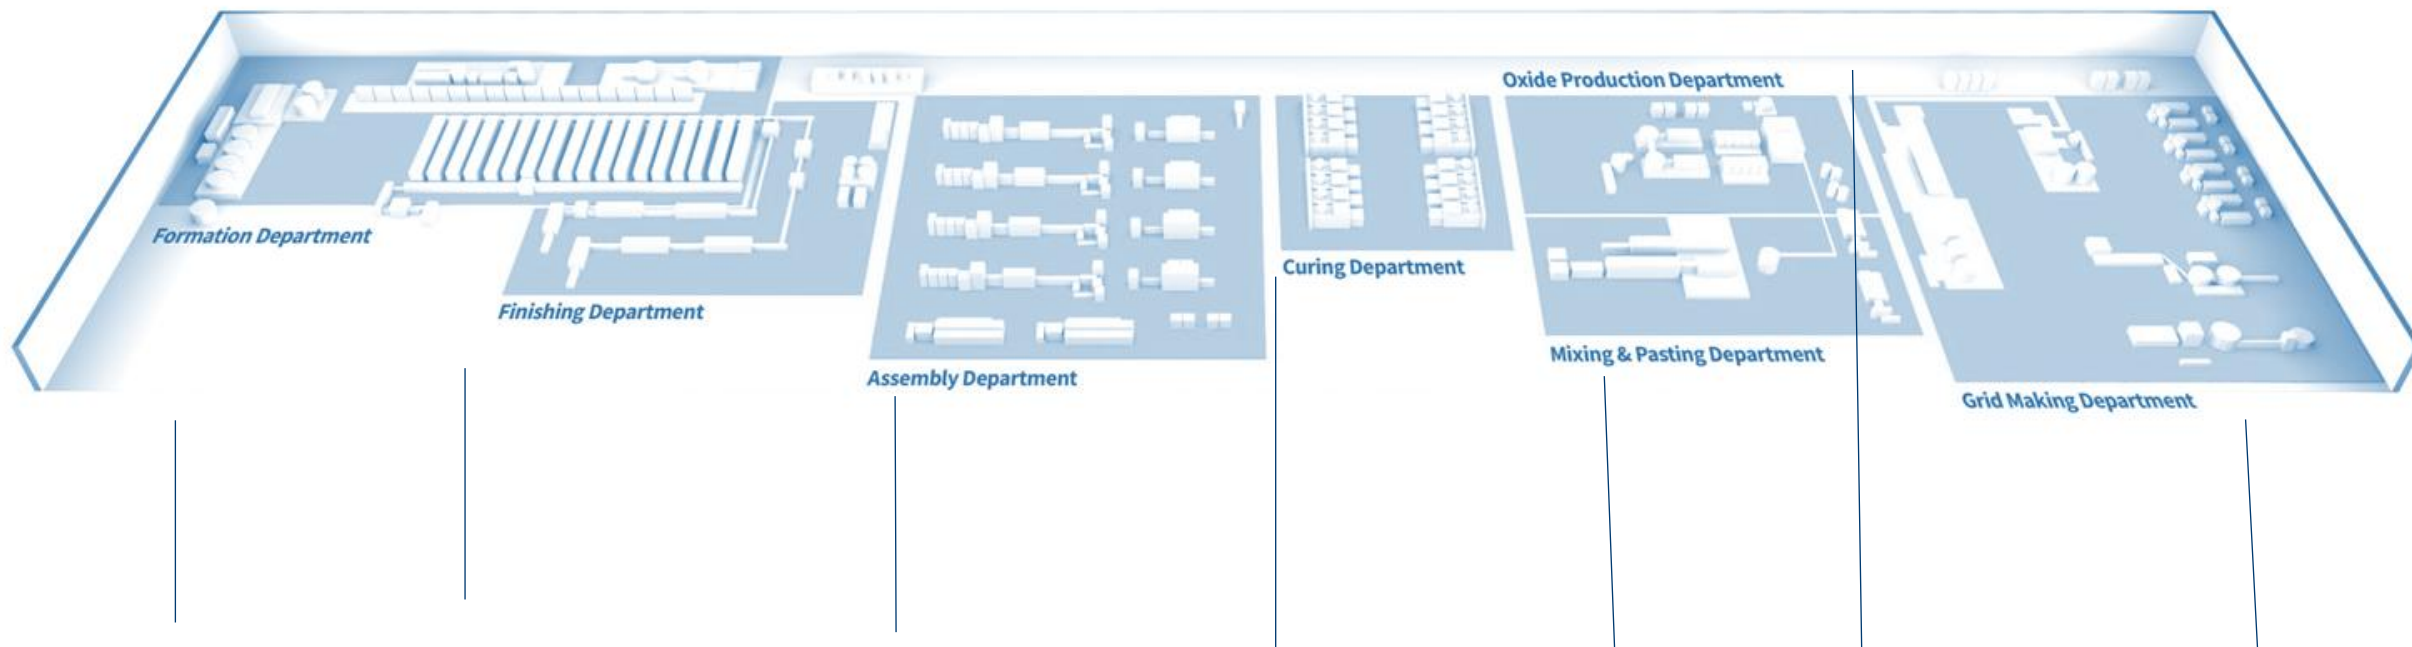 Oxide Production Department
Formation Department
Curing Department
Finishing Department
Mixing & Pasting Department
Assembly Department
Grid Making Department